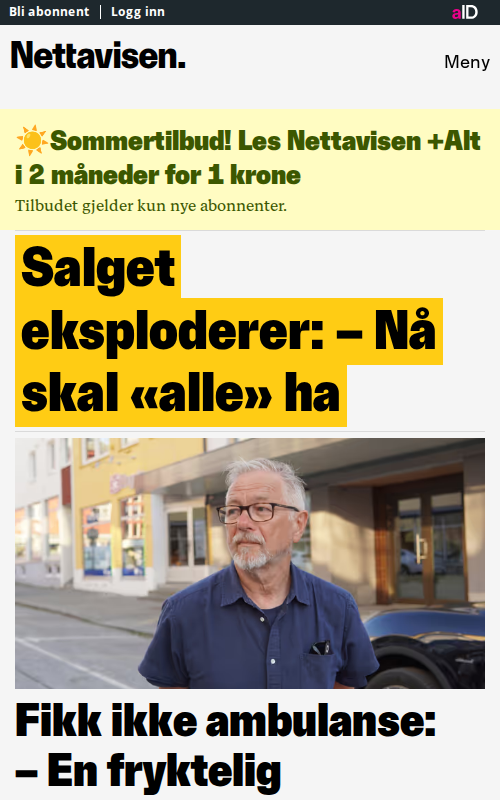 Bli abonnent | Logg inn
aID
Nettavisen.
Meny
☀️Sommertilbud! Les Nettavisen +Alt
i 2 måneder for 1 krone
Tilbudet gjelder kun nye abonnenter.
Salget
eksploderer: – Nå
skal «alle» ha
Fikk ikke ambulanse:
– En fryktelig